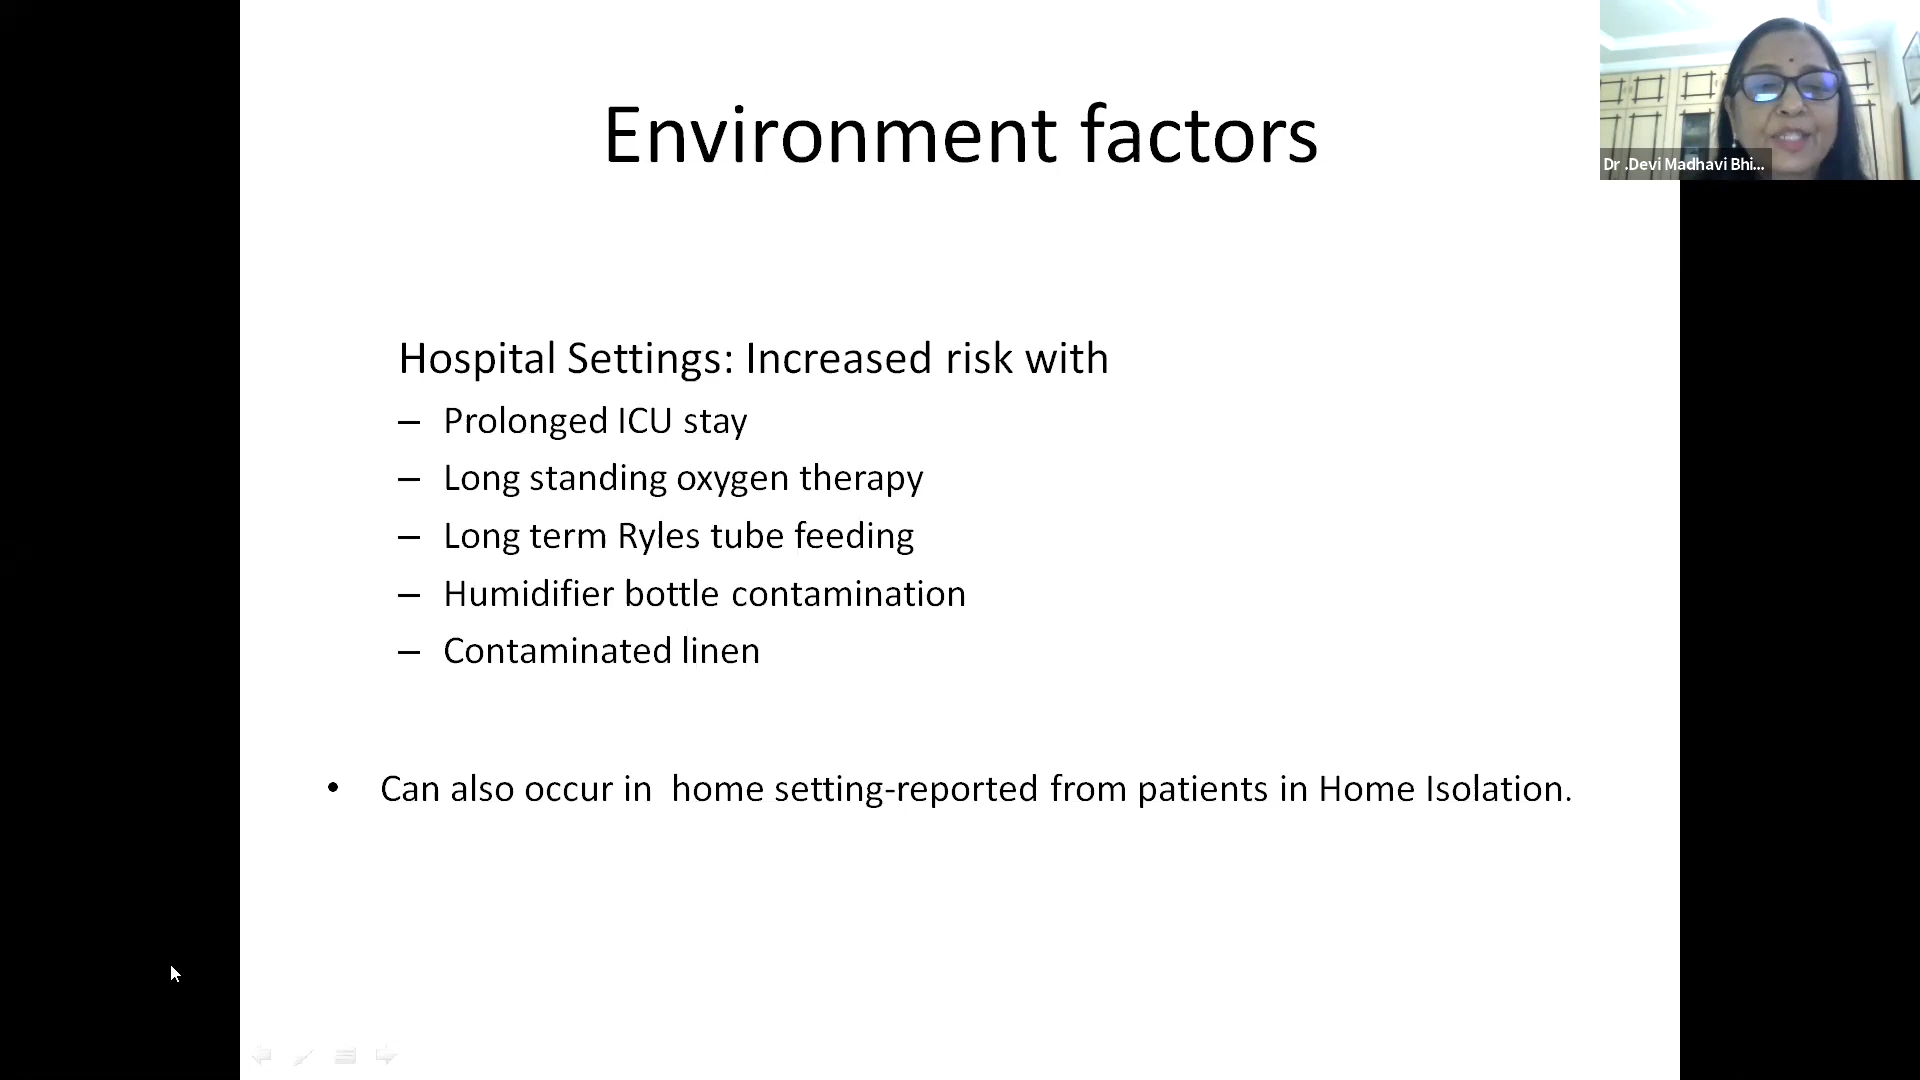 Environment factors
Dr .Devi Madhavi Bhi...
Hospital Settings: Increased risk with
– Prolonged ICU stay
– Long standing oxygen therapy
– Long term Ryles tube feeding
– Humidifier bottle contamination
– Contaminated linen
• Can also occur in  home setting-reported from patients in Home Isolation.